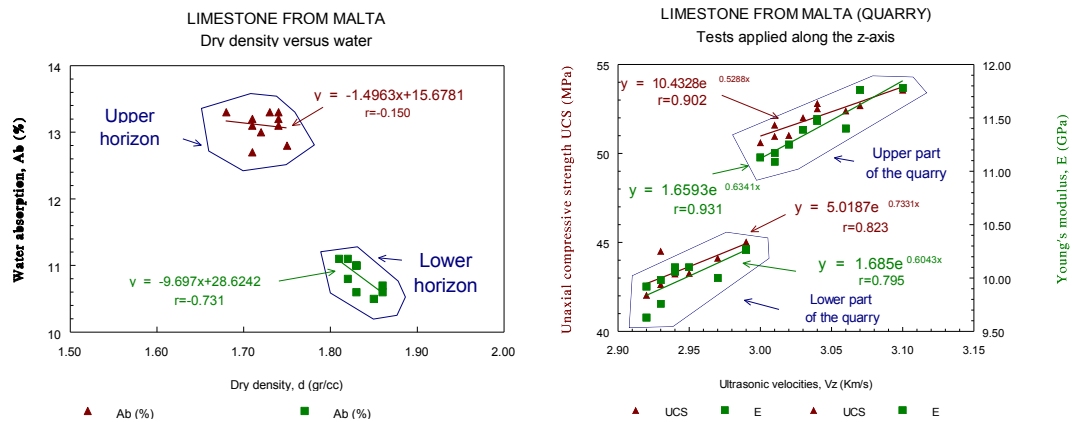 LIMESTONE FROM MALTA
Dry density versus water
Water absorption, Ab (%)
14
13
12
11
10
Upper
horizon
y = -1.4963x+15.6781
r=-0.150
y = -9.697x+28.6242
r=-0.731
Lower
horizon
1.50 1.60 1.70 1.80 1.90 2.00
Dry density, d (gr/cc)
Ab (%) Ab (%)
LIMESTONE FROM MALTA (QUARRY)
Tests applied along the z-axis
Unaxial compressive strength UCS (MPa)
55
50
45
40
y = 10.4328e 0.5288x
r=0.902
Upper part
of the quarry
y = 1.6593e 0.6341x
r=0.931
y = 5.0187e 0.7331x
r=0.823
y = 1.685e 0.6043x
r=0.795
Lower part
of the quarry
12.00
11.50
11.00
10.50
10.00
9.50
Young's modulus, E (GPa)
2.90 2.95 3.00 3.05 3.10 3.15
Ultrasonic velocities, Vz (Km/s)
UCS E UCS E